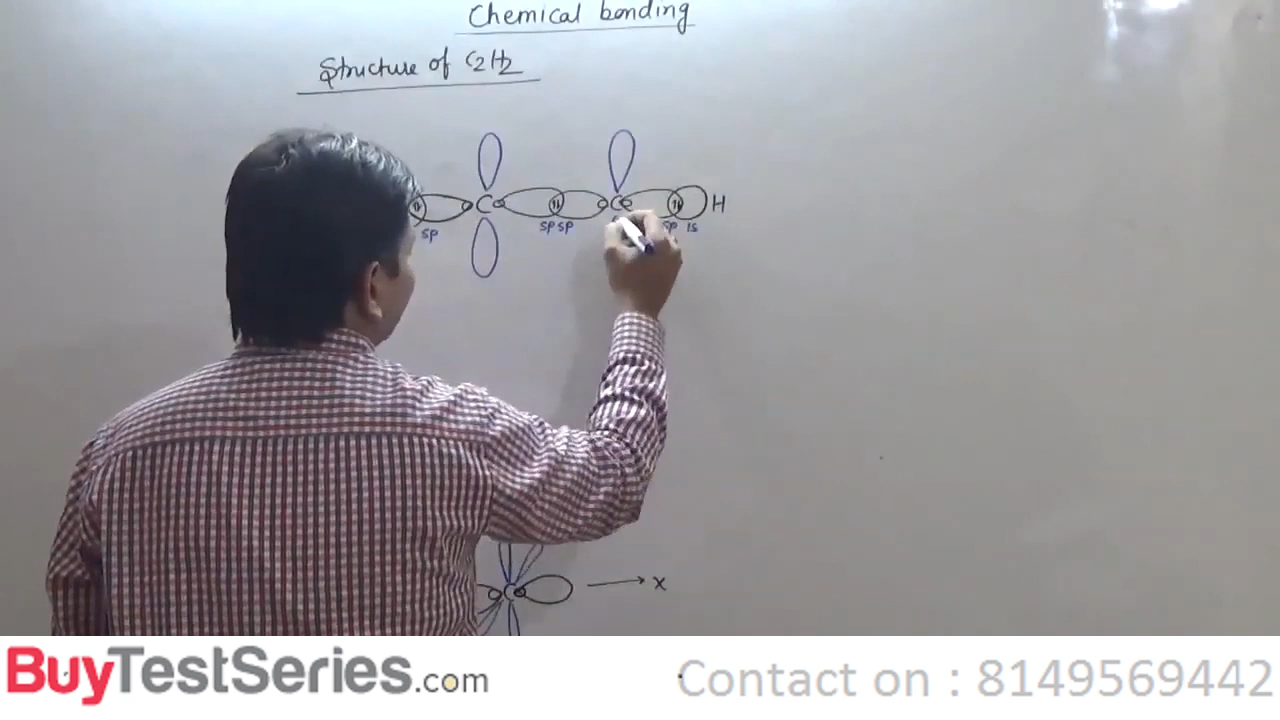 Chemical bonding
Structure of C2H2
C C H
sp sp sp sp 1s
C x
BuyTestSeries.com
Contact on : 8149569442